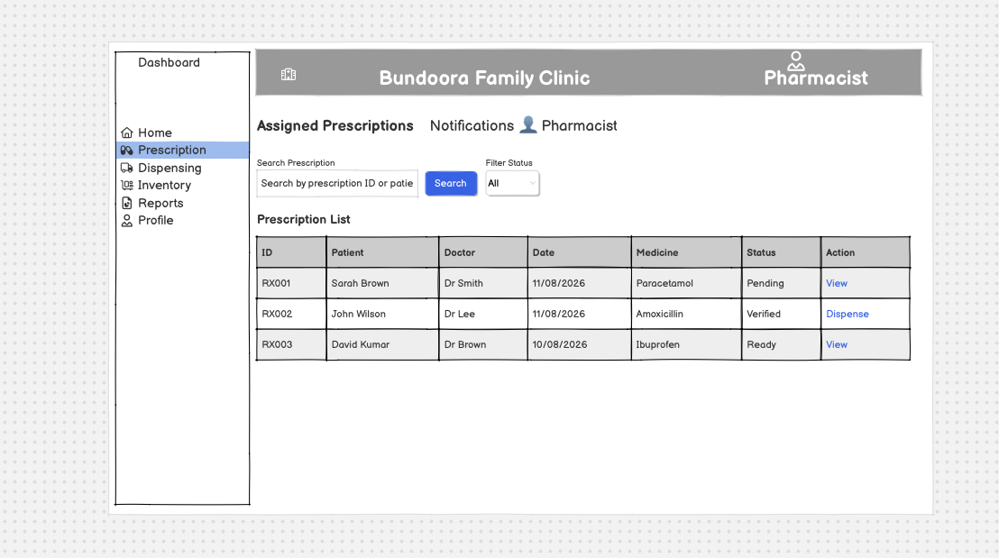 Dashboard
Home
Prescription
Dispensing
Inventory
Reports
Profile
Bundoora Family Clinic
Pharmacist
Assigned Prescriptions Notifications 👤 Pharmacist
Search Prescription Filter Status
Search by prescription ID or patie Search All
Prescription List
ID Patient Doctor Date Medicine Status Action
RX001 Sarah Brown Dr Smith 11/08/2026 Paracetamol Pending View
RX002 John Wilson Dr Lee 11/08/2026 Amoxicillin Verified Dispense
RX003 David Kumar Dr Brown 10/08/2026 Ibuprofen Ready View